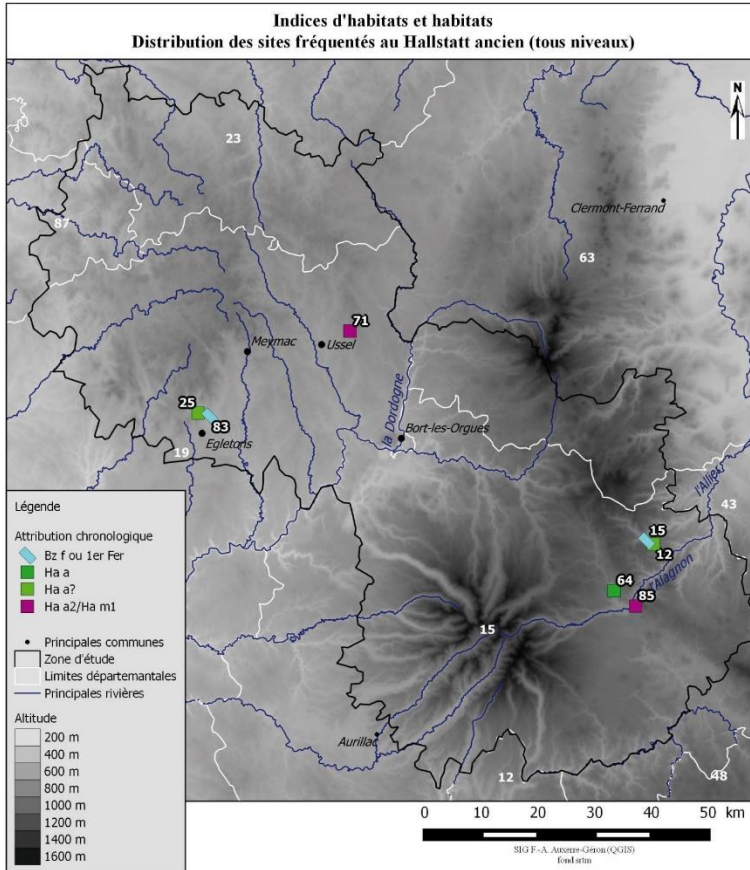 Indices d'habitats et habitats
Distribution des sites fréquentés au Hallstatt ancien (tous niveaux)
N
23
Clermont-Ferrand
87
63
71
Meymac
Ussel
la Dordogne
25
83
Egletons
Bort-les-Orgues
19
l'Allier
43
15
12
64
l'Alagnon
85
15
Aurillac
12
48
Légende
Attribution chronologique
Bz f ou 1er Fer
Ha a
Ha a?
Ha a2/Ha m1
Principales communes
Zone d'étude
Limites départemantales
Principales rivières
Altitude
200 m
400 m
600 m
800 m
1000 m
1200 m
1400 m
1600 m
0 10 20 30 40 50 km
SIG F.-A. Auxerre-Géron (QGIS)
fond srtm